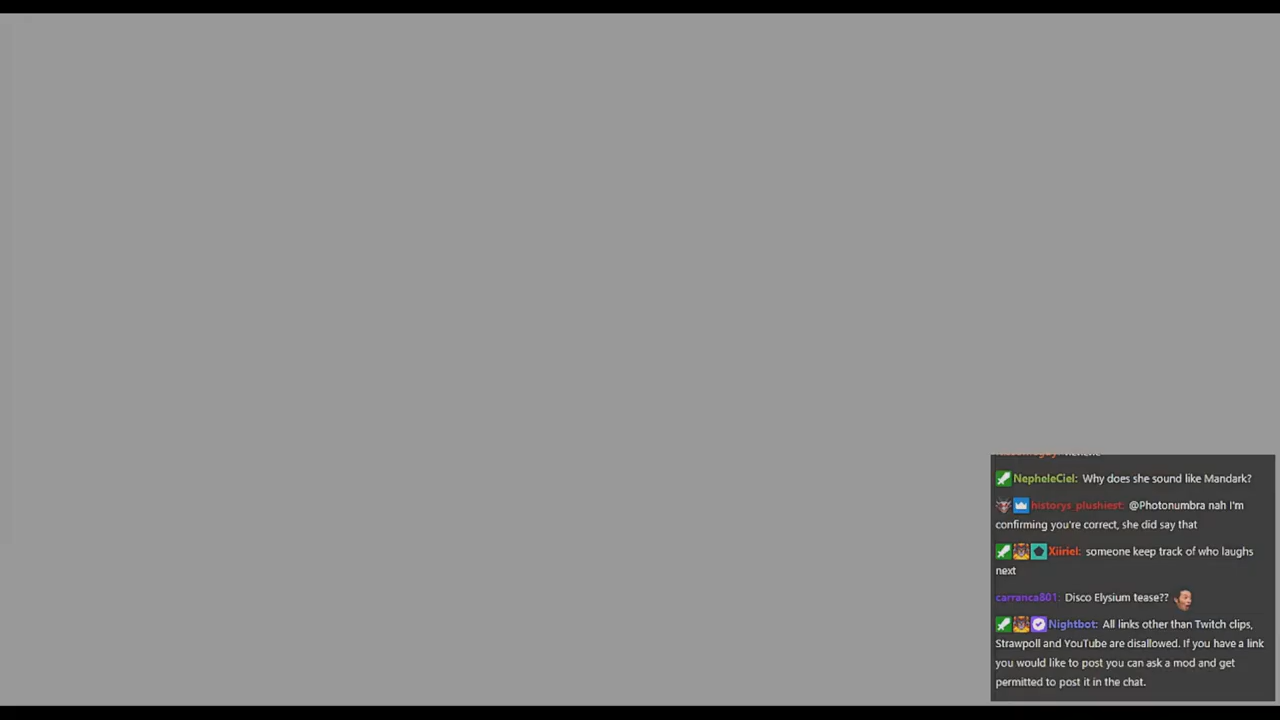 NepheleCiel: Why does she sound like Mandark?
historys_plushiest: @Photonumbra nah I'm
confirming you're correct, she did say that
Xiiriel: someone keep track of who laughs
next
carranca801: Disco Elysium tease??
Nightbot: All links other than Twitch clips,
Strawpoll and YouTube are disallowed. If you have a link
you would like to post you can ask a mod and get
permitted to post it in the chat.